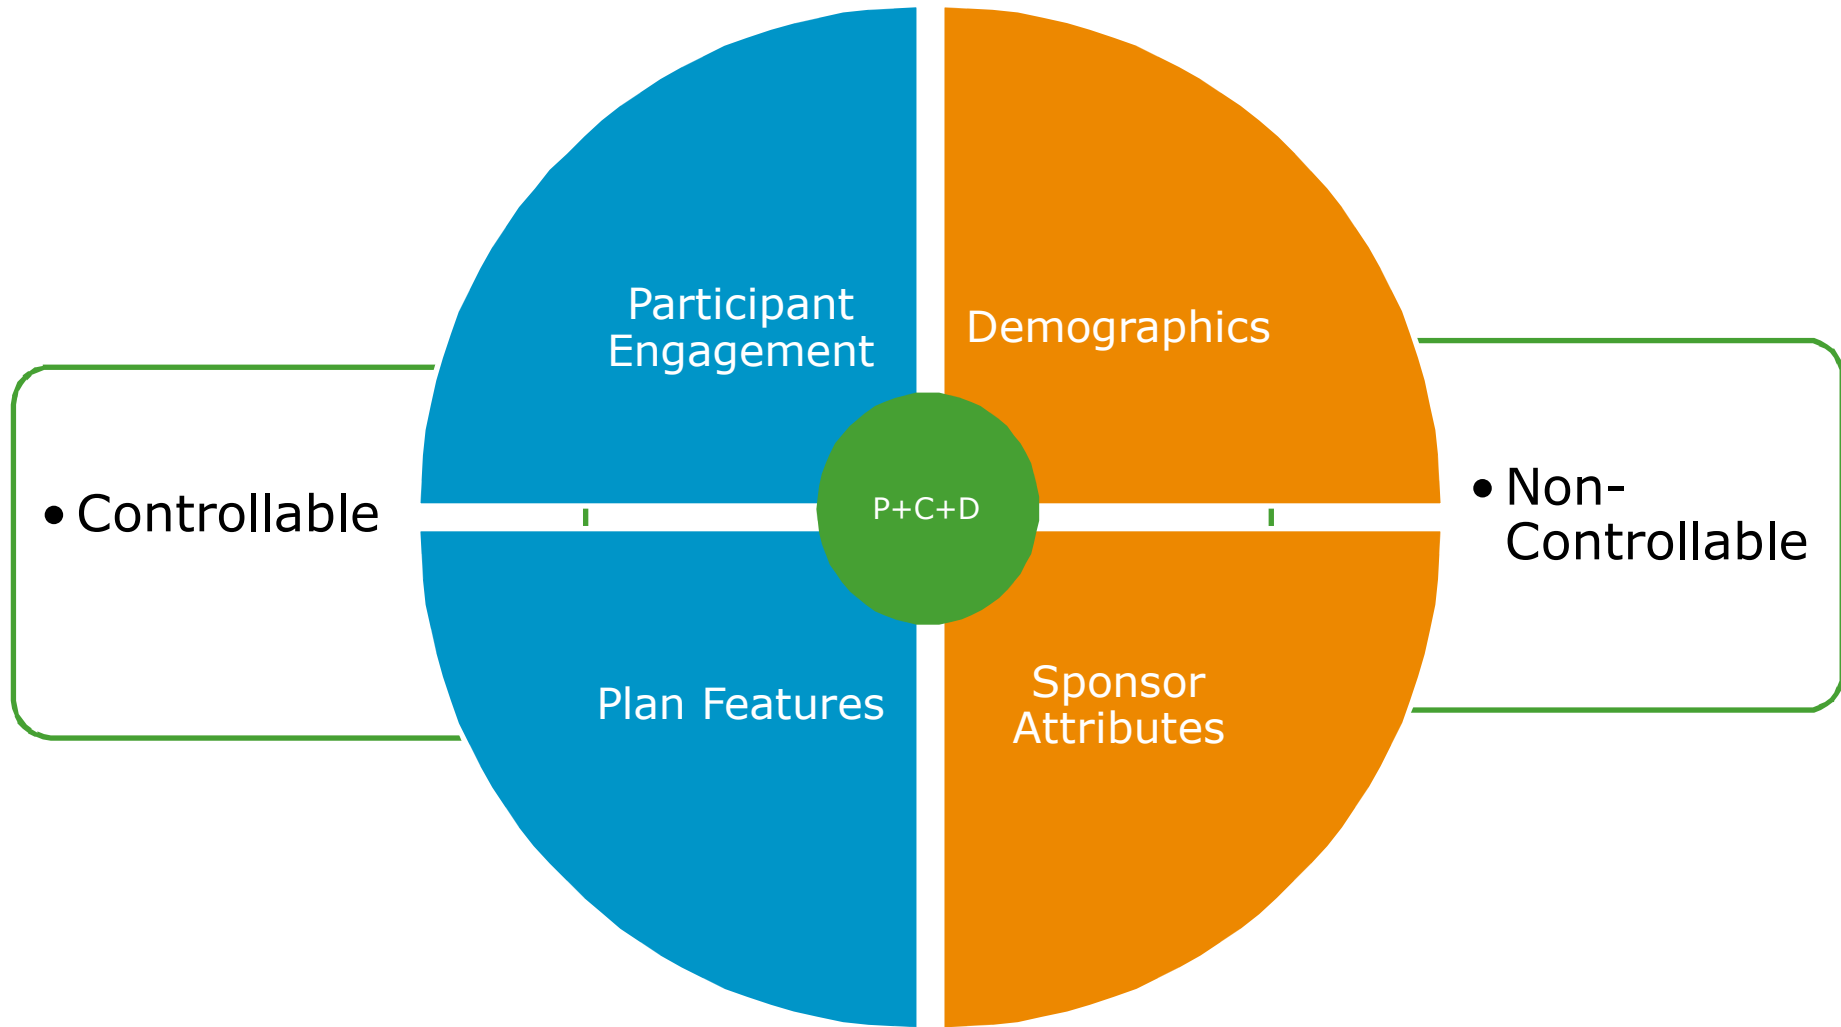 Participant
Engagement
Demographics
• Controllable
P+C+D
• Non-
Controllable
Plan Features
Sponsor
Attributes